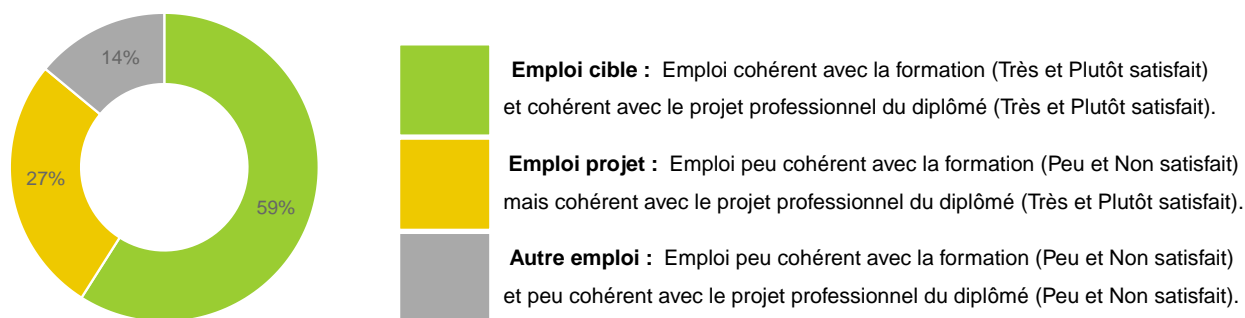 14%
27%
59%
Emploi cible : Emploi cohérent avec la formation (Très et Plutôt satisfait)
et cohérent avec le projet professionnel du diplômé (Très et Plutôt satisfait).
Emploi projet : Emploi peu cohérent avec la formation (Peu et Non satisfait)
mais cohérent avec le projet professionnel du diplômé (Très et Plutôt satisfait).
Autre emploi : Emploi peu cohérent avec la formation (Peu et Non satisfait)
et peu cohérent avec le projet professionnel du diplômé (Peu et Non satisfait).